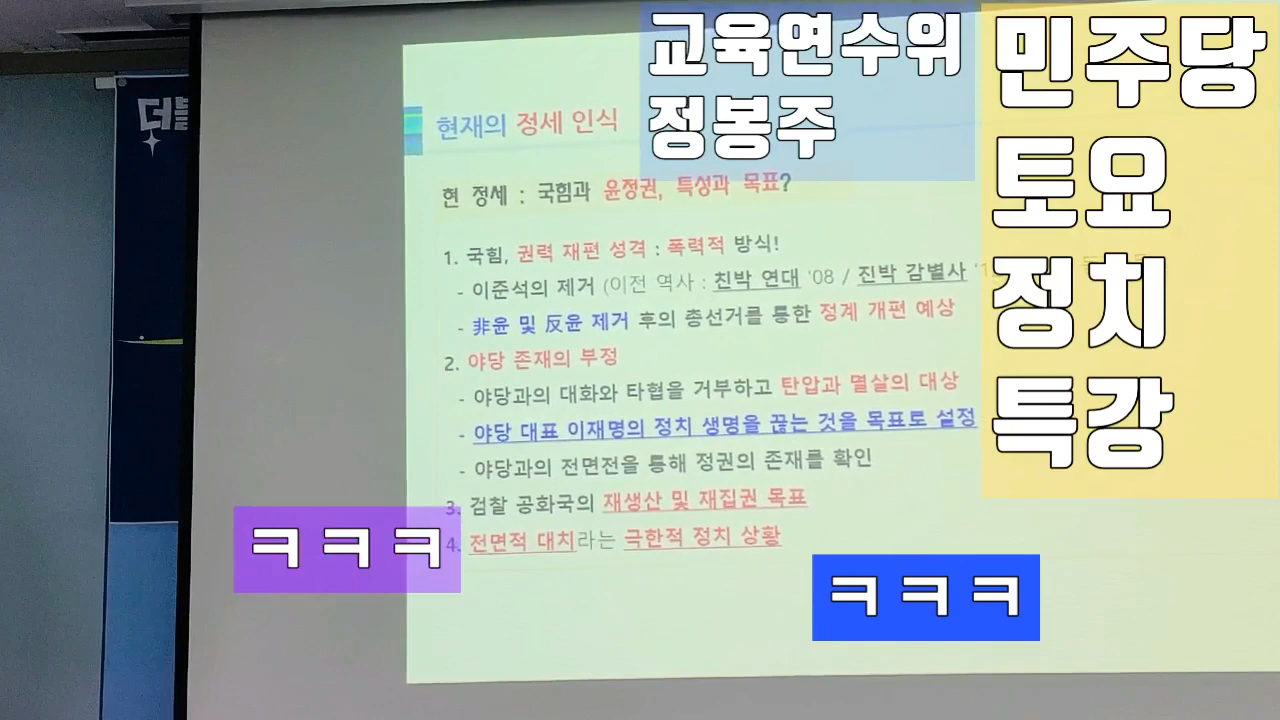 교육연수위
정봉주
민주당
토요
정치
특강
더블
현재의 정세 인식
현 정세 : 국힘과 윤정권, 특성과 목표?
1. 국힘, 권력 재편 성격 : 폭력적 방식!
- 이준석의 제거 (이전 역사 : 친박 연대 '08 / 진박 감별사
- 非윤 및 反윤 제거 후의 총선거를 통한 정계 개편 예상
2. 야당 존재의 부정
- 야당과의 대화와 타협을 거부하고 탄압과 멸살의 대상
- 야당 대표 이재명의 정치 생명을 끊는 것을 목표로 설정
- 야당과의 전면전을 통해 정권의 존재를 확인
3. 검찰 공화국의 재생산 및 재집권 목표
4. 전면적 대치라는 극한적 정치 상황
ㅋㅋㅋ
ㅋㅋㅋ